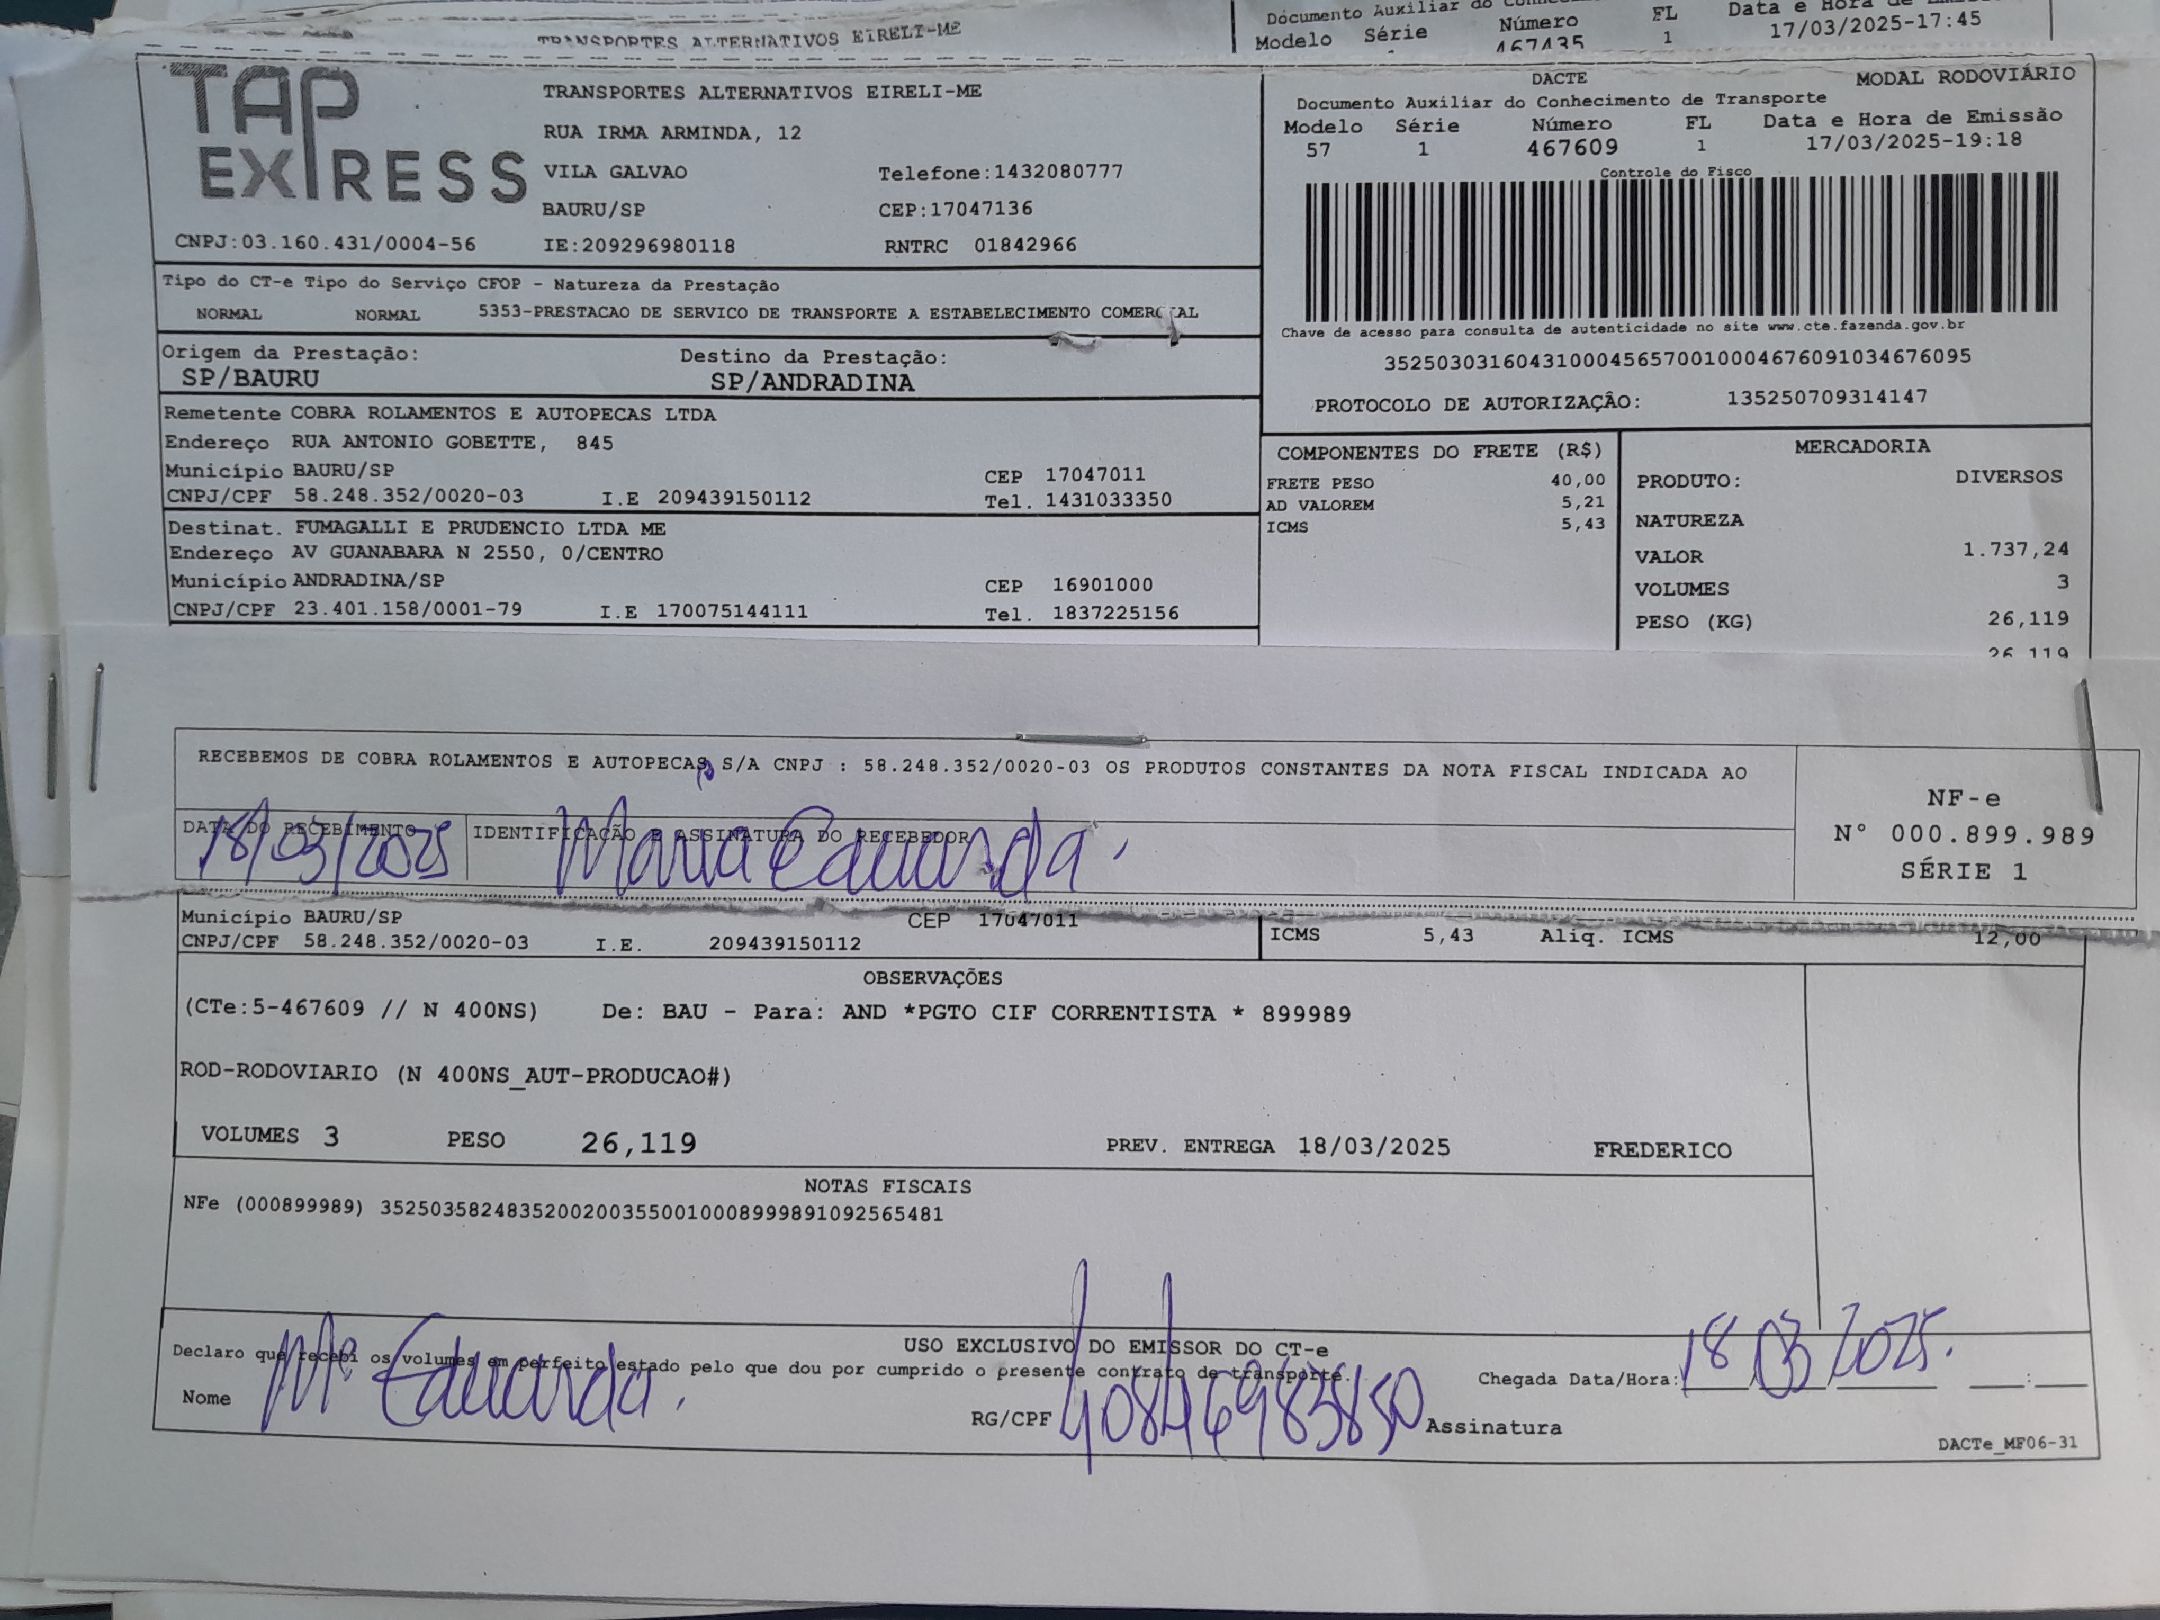 TRANSPORTES ALTERNATIVOS EIRELI-ME
Documento Auxiliar do
Data e Hora de
Modelo Série Número FL 17/03/2025-17:45
467435 1
TAP EXPRESS
TRANSPORTES ALTERNATIVOS EIRELI-ME
RUA IRMA ARMINDA, 12
VILA GALVAO Telefone:1432080777
BAURU/SP CEP:17047136
CNPJ:03.160.431/0004-56 IE:209296980118 RNTRC 01842966
DACTE MODAL RODOVIÁRIO
Documento Auxiliar do Conhecimento de Transporte
Modelo Série Número FL Data e Hora de Emissão
57 1 467609 1 17/03/2025-19:18
Controle do Fisco
Chave de acesso para consulta de autenticidade no site www.cte.fazenda.gov.br
35250303160431000456570010004676091034676095
PROTOCOLO DE AUTORIZAÇÂO: 135250709314147
Tipo do CT-e Tipo do Serviço CFOP - Natureza da Prestação
NORMAL NORMAL 5353-PRESTACAO DE SERVICO DE TRANSPORTE A ESTABELECIMENTO COMERCIAL
Origem da Prestação: Destino da Prestação:
SP/BAURU SP/ANDRADINA
Remetente COBRA ROLAMENTOS E AUTOPECAS LTDA
Endereço RUA ANTONIO GOBETTE, 845
Município BAURU/SP CEP 17047011
CNPJ/CPF 58.248.352/0020-03 I.E 209439150112 Tel. 1431033350
Destinat. FUMAGALLI E PRUDENCIO LTDA ME
Endereço AV GUANABARA N 2550, 0/CENTRO
Município ANDRADINA/SP CEP 16901000
CNPJ/CPF 23.401.158/0001-79 I.E 170075144111 Tel. 1837225156
COMPONENTES DO FRETE (R$)
FRETE PESO 40,00
AD VALOREM 5,21
ICMS 5,43
MERCADORIA
PRODUTO: DIVERSOS
NATUREZA
VALOR 1.737,24
VOLUMES 3
PESO (KG) 26,119
26,119
RECEBEMOS DE COBRA ROLAMENTOS E AUTOPECAS S/A CNPJ : 58.248.352/0020-03 OS PRODUTOS CONSTANTES DA NOTA FISCAL INDICADA AO
DATA DO RECEBIMENTO IDENTIFICAÇÃO E ASSINATURA DO RECEBEDOR
18/03/2025 Maria Eduarda.
NF-e
N° 000.899.989
SÉRIE 1
Município BAURU/SP CEP 17047011
CNPJ/CPF 58.248.352/0020-03 I.E. 209439150112
ICMS 5,43 Aliq. ICMS 12,00
OBSERVAÇÕES
(CTe:5-467609 // N 400NS) De: BAU - Para: AND *PGTO CIF CORRENTISTA * 899989
ROD-RODOVIARIO (N 400NS_AUT-PRODUCAO#)
VOLUMES 3 PESO 26,119 PREV. ENTREGA 18/03/2025 FREDERICO
NOTAS FISCAIS
NFe (000899989) 35250358248352002003550010008999891092565481
USO EXCLUSIVO DO EMISSOR DO CT-e
Declaro que recebi os volumes em perfeito estado pelo que dou por cumprido o presente contrato de transporte.
Chegada Data/Hora: 18/03/2025. __:__
Nome Mª Eduarda. RG/CPF 40846983850 Assinatura
DACTe_MF06-31